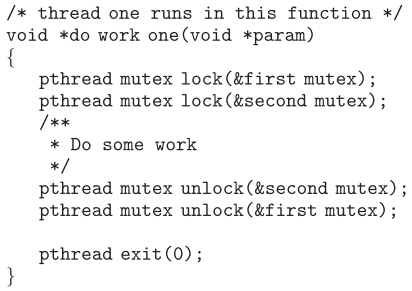 /* thread one runs in this function */
void *do work one(void *param)
{
pthread mutex lock(&first mutex);
pthread mutex lock(&second mutex);
/**
* Do some work
*/
pthread mutex unlock(&second mutex);
pthread mutex unlock(&first mutex);
pthread exit(0);
}